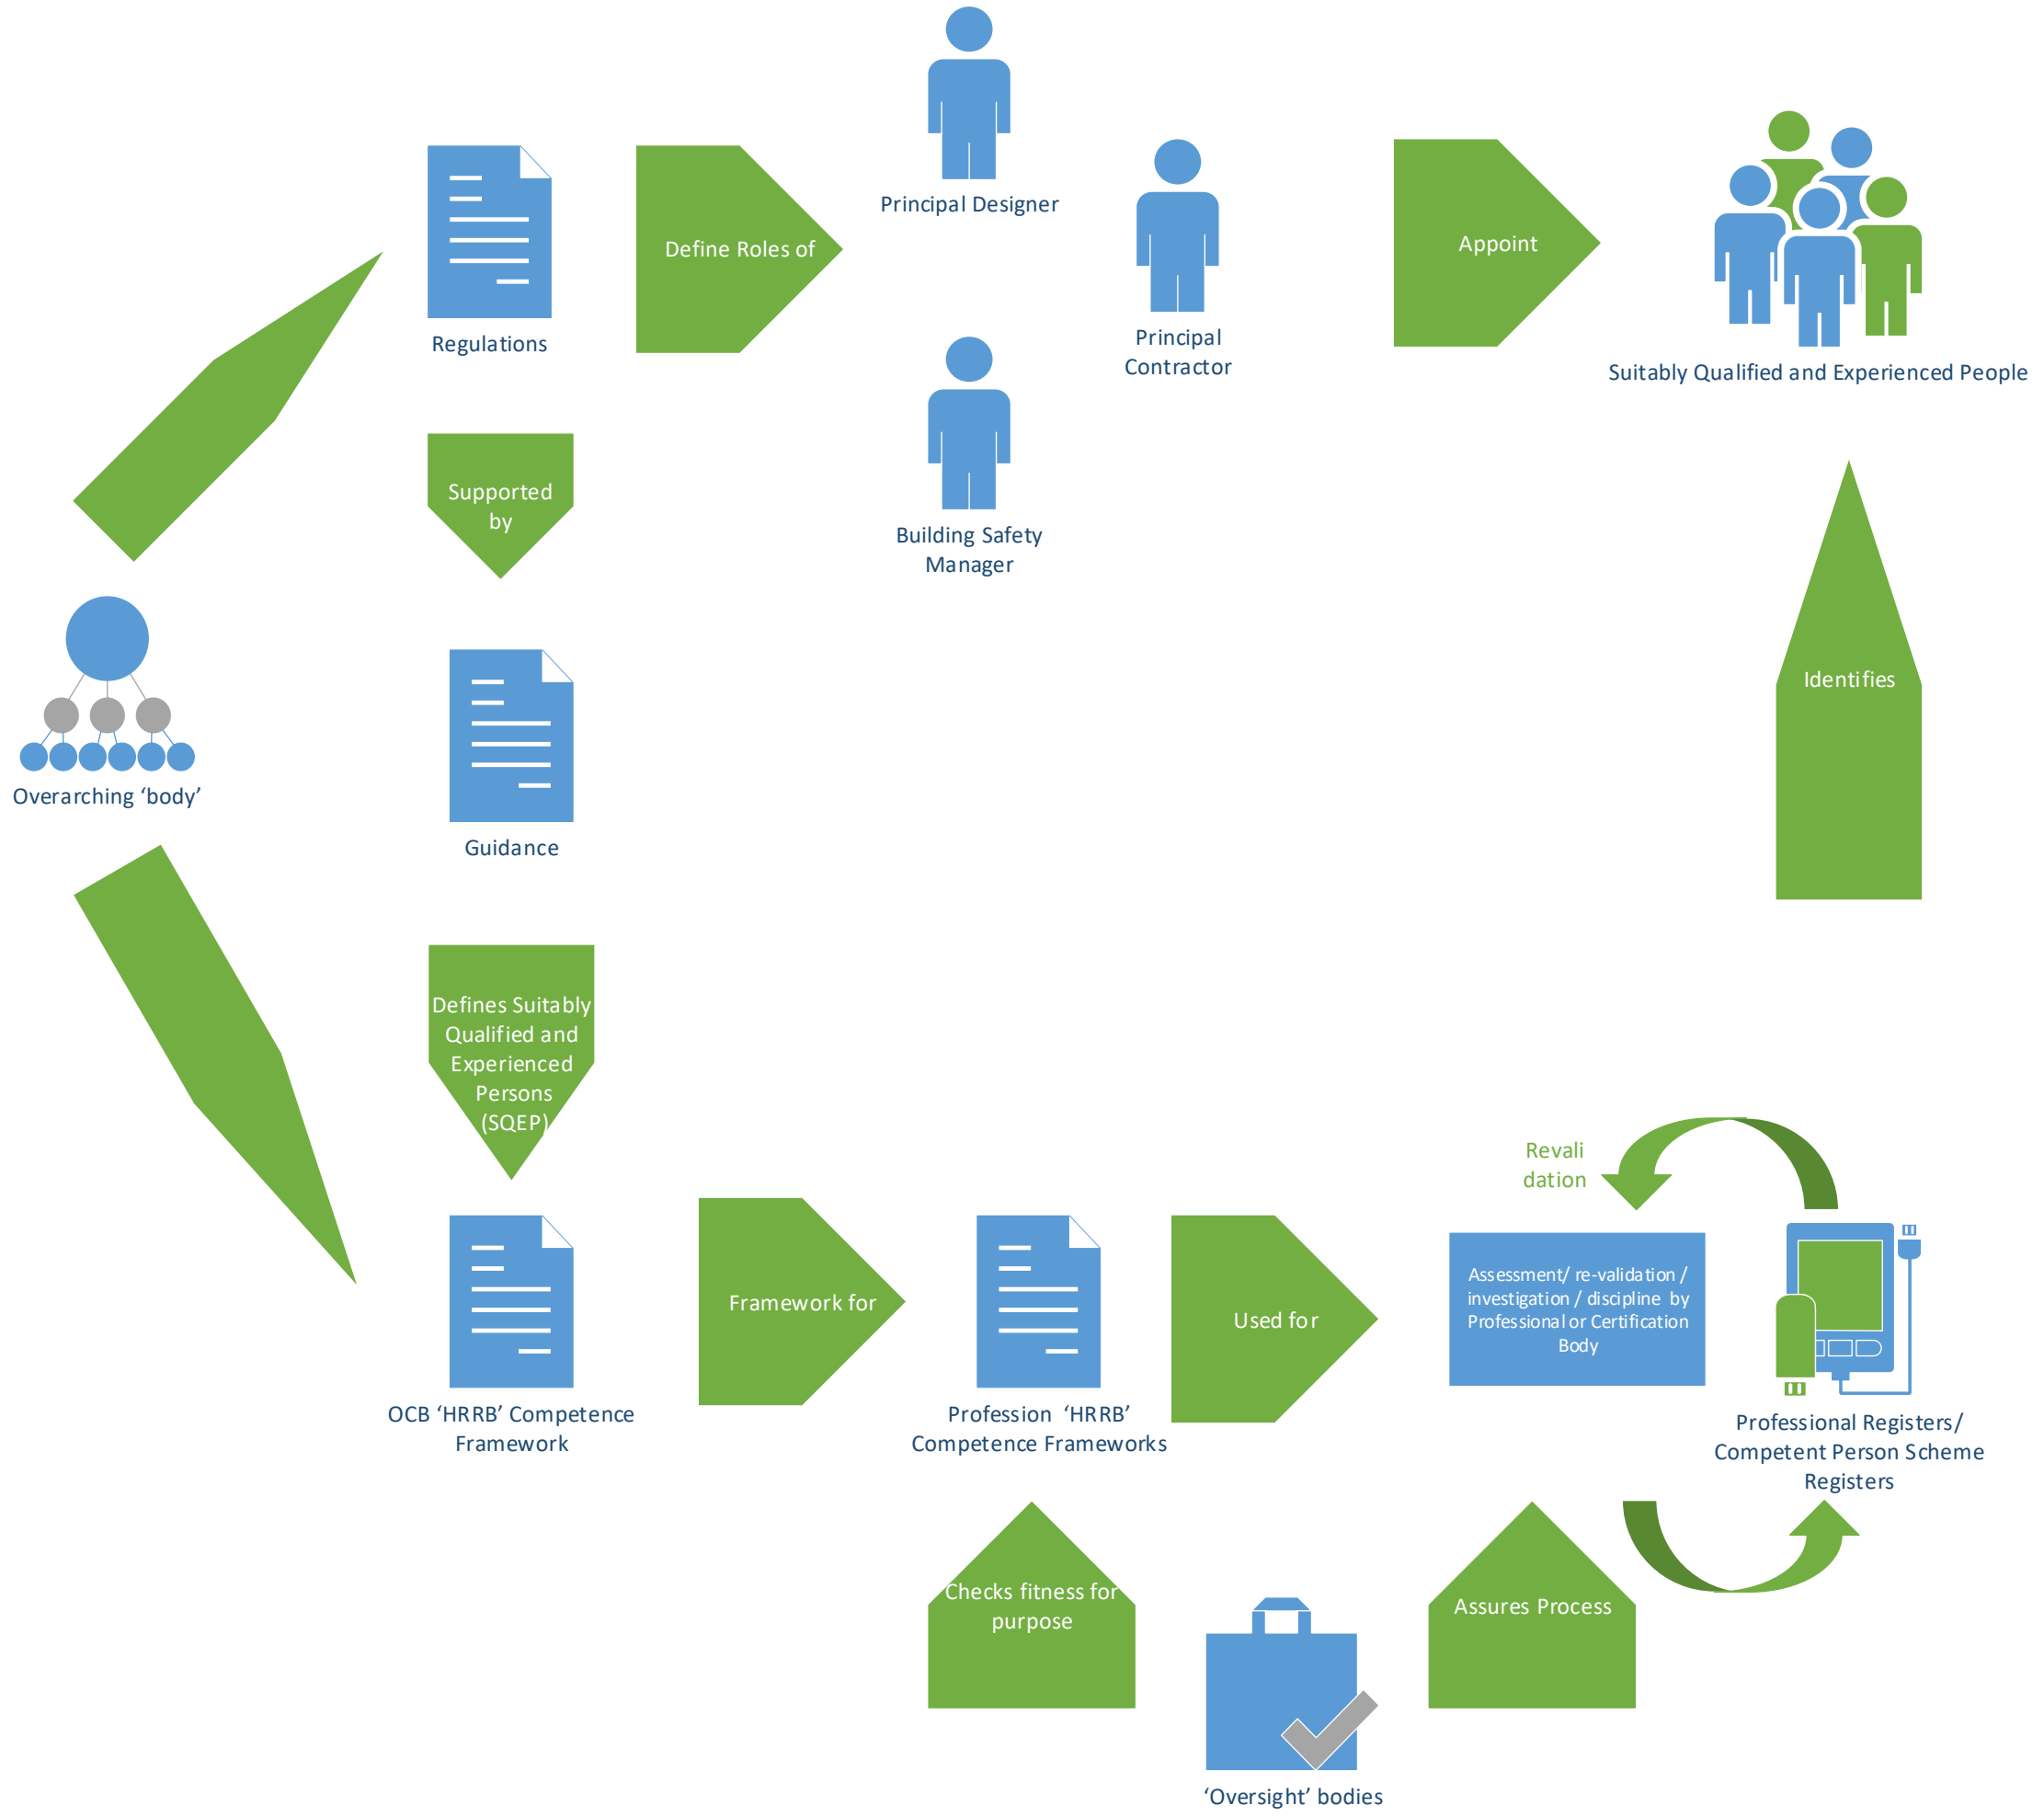 Principal Designer
Define Roles of
Appoint
Regulations
Principal
Contractor
Suitably Qualified and Experienced People
Supported
by
Building Safety
Manager
Identifies
Overarching ‘body’
Guidance
Defines Suitably
Qualified and
Experienced
Persons
(SQEP)
Revali
dation
Framework for
Used for
Assessment/ re-validation /
investigation / discipline by
Professional or Certification
Body
OCB ‘HRRB’ Competence
Framework
Profession ‘HRRB’
Competence Frameworks
Professional Registers/
Competent Person Scheme
Registers
Checks fitness for
purpose
Assures Process
‘Oversight’ bodies